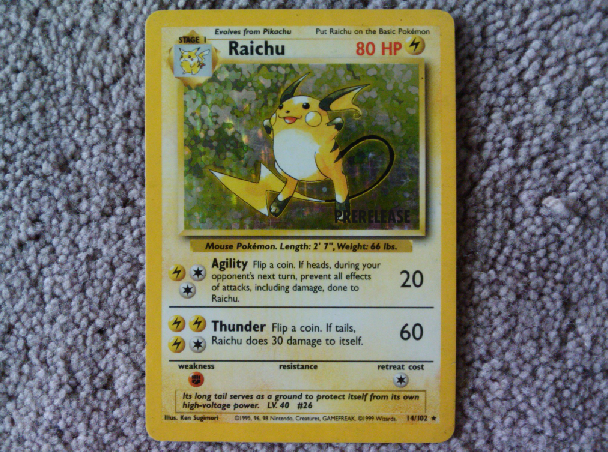 Evolves from Pikachu Put Raichu on the Basic Pokémon
STAGE 1 Raichu 80 HP
PRERELEASE
Mouse Pokémon. Length: 2' 7", Weight: 66 lbs.
Agility Flip a coin. If heads, during your
opponent's next turn, prevent all effects
of attacks, including damage, done to
Raichu.
20
Thunder Flip a coin. If tails,
Raichu does 30 damage to itself.
60
weakness resistance retreat cost
Its long tail serves as a ground to protect itself from its own
high-voltage power. LV. 40 #26
Illus. Ken Sugimori ©1995, 96, 98 Nintendo, Creatures, GAMEFREAK. ©1999 Wizards. 14/102 ★